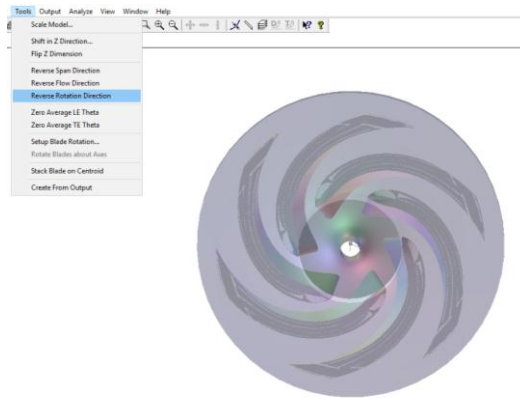 Tools Output Analyze View Window Help
Scale Model...
Shift in Z Direction...
Flip Z Dimension
Reverse Span Direction
Reverse Flow Direction
Reverse Rotation Direction
Zero Average LE Theta
Zero Average TE Theta
Setup Blade Rotation...
Rotate Blades about Axes
Stack Blade on Centroid
Create From Output